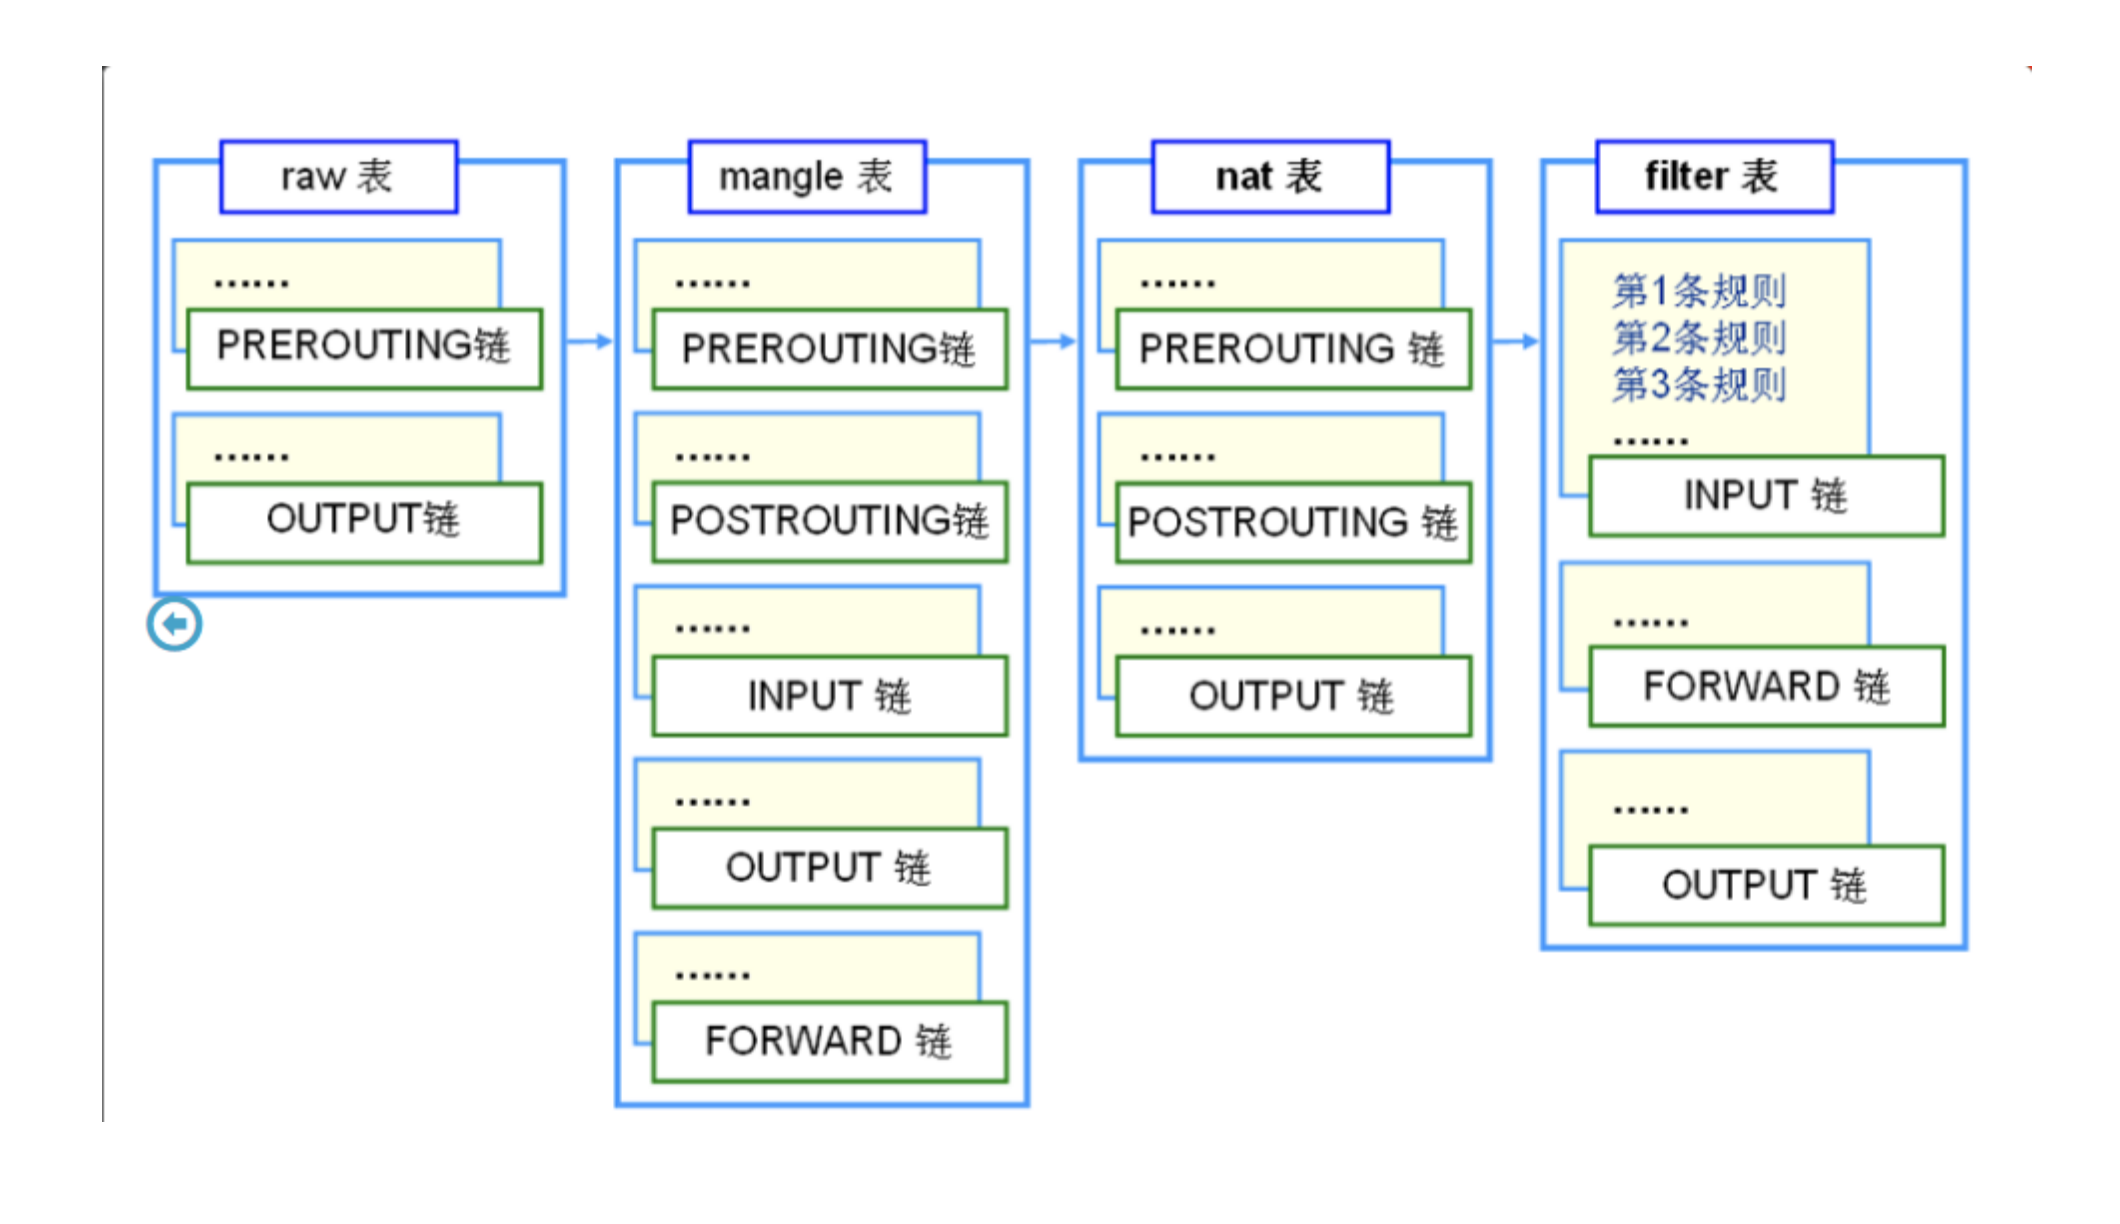 raw 表
……
PREROUTING链
……
OUTPUT链
mangle 表
……
PREROUTING链
……
POSTROUTING链
……
INPUT 链
……
OUTPUT 链
……
FORWARD 链
nat 表
……
PREROUTING 链
……
POSTROUTING 链
……
OUTPUT 链
filter 表
第1条规则
第2条规则
第3条规则
……
INPUT 链
……
FORWARD 链
……
OUTPUT 链